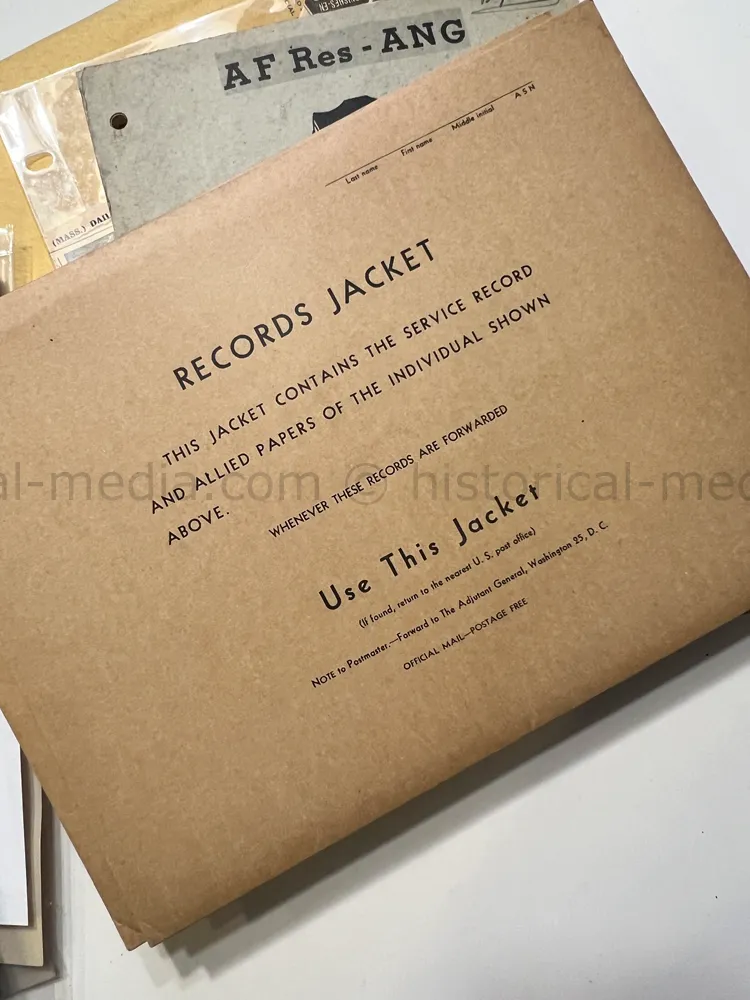 AF Res - ANG
(MASS.) DAIL
Last name First name Middle initial ASN
RECORDS JACKET
THIS JACKET CONTAINS THE SERVICE RECORD
AND ALLIED PAPERS OF THE INDIVIDUAL SHOWN
ABOVE.
WHENEVER THESE RECORDS ARE FORWARDED
al-media.com © historical-med
Use This Jacket
(If found, return to the nearest U. S. post office)
NOTE to Postmaster.—Forward to The Adjutant General, Washington 25, D. C.
OFFICIAL MAIL—POSTAGE FREE